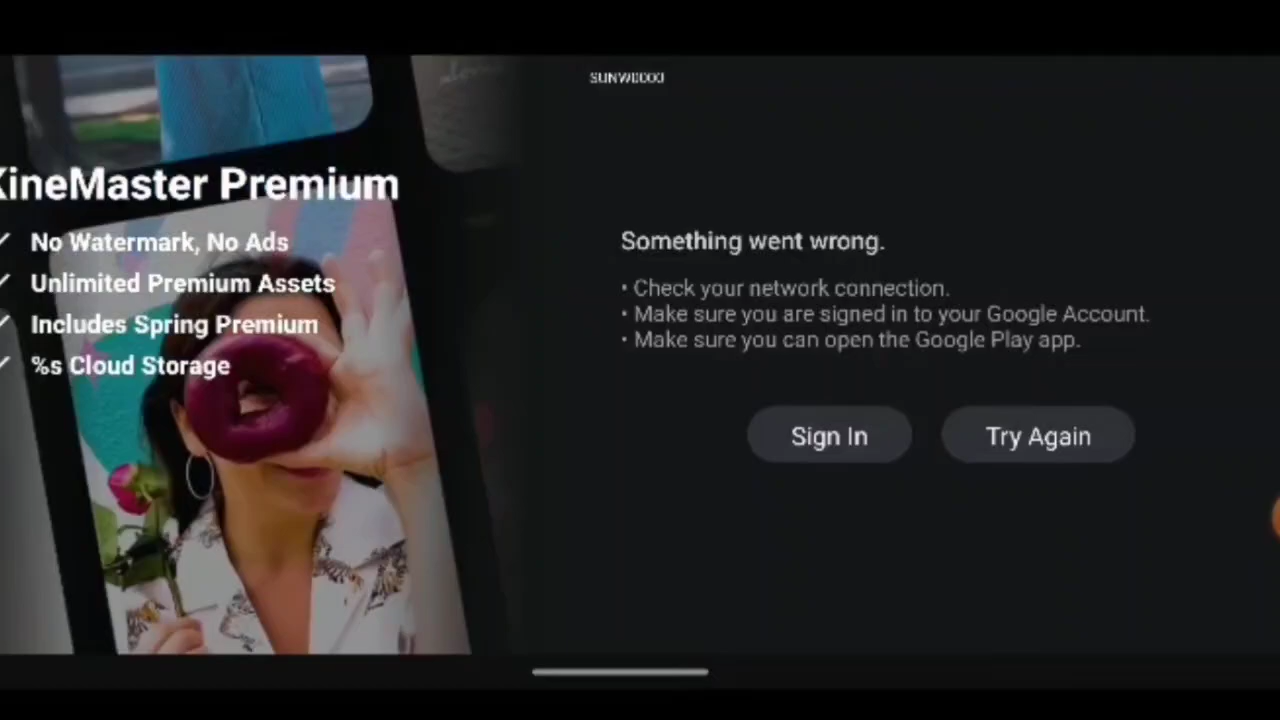 SUNW0000
KineMaster Premium
No Watermark, No Ads
Unlimited Premium Assets
Includes Spring Premium
%s Cloud Storage
Something went wrong.
• Check your network connection.
• Make sure you are signed in to your Google Account.
• Make sure you can open the Google Play app.
Sign In
Try Again